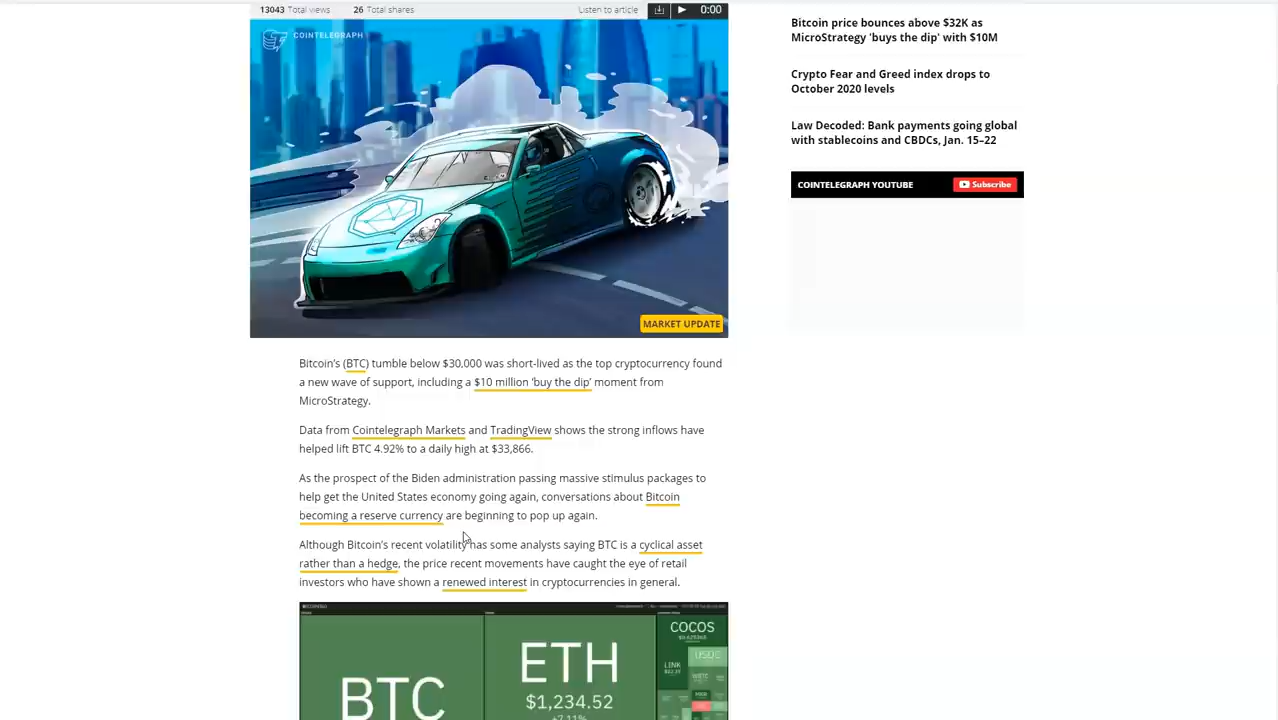 13043 Total views 26 Total shares Listen to article 0:00
COINTELEGRAPH
MARKET UPDATE
Bitcoin’s (BTC) tumble below $30,000 was short-lived as the top cryptocurrency found
a new wave of support, including a $10 million ‘buy the dip’ moment from
MicroStrategy.
Data from Cointelegraph Markets and TradingView shows the strong inflows have
helped lift BTC 4.92% to a daily high at $33,866.
As the prospect of the Biden administration passing massive stimulus packages to
help get the United States economy going again, conversations about Bitcoin
becoming a reserve currency are beginning to pop up again.
Although Bitcoin’s recent volatility has some analysts saying BTC is a cyclical asset
rather than a hedge, the price recent movements have caught the eye of retail
investors who have shown a renewed interest in cryptocurrencies in general.
BTC
ETH
$1,234.52
+7.11%
COCOS
LINK
USDC
Bitcoin price bounces above $32K as
MicroStrategy 'buys the dip' with $10M
Crypto Fear and Greed index drops to
October 2020 levels
Law Decoded: Bank payments going global
with stablecoins and CBDCs, Jan. 15–22
COINTELEGRAPH YOUTUBE Subscribe